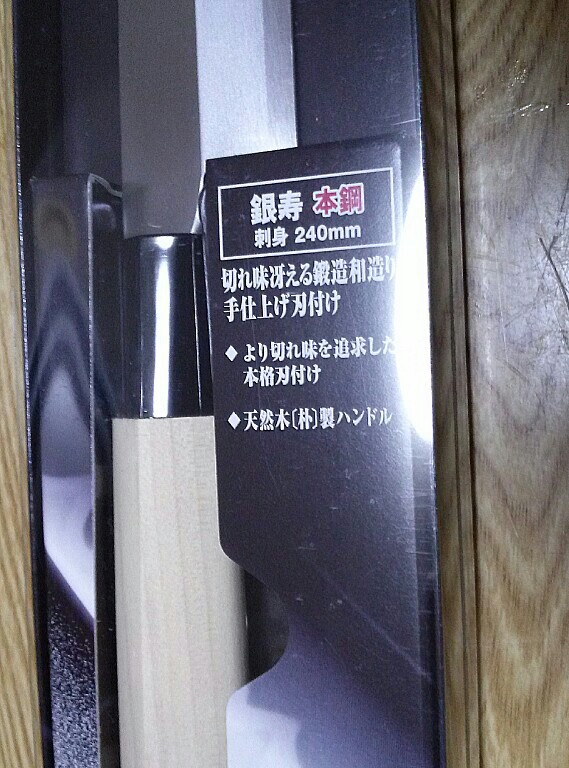 銀寿 本鋼
刺身 240mm
切れ味冴える鍛造和造り
手仕上げ刃付け
◆より切れ味を追求した
本格刃付け
◆天然木〔朴〕製ハンドル